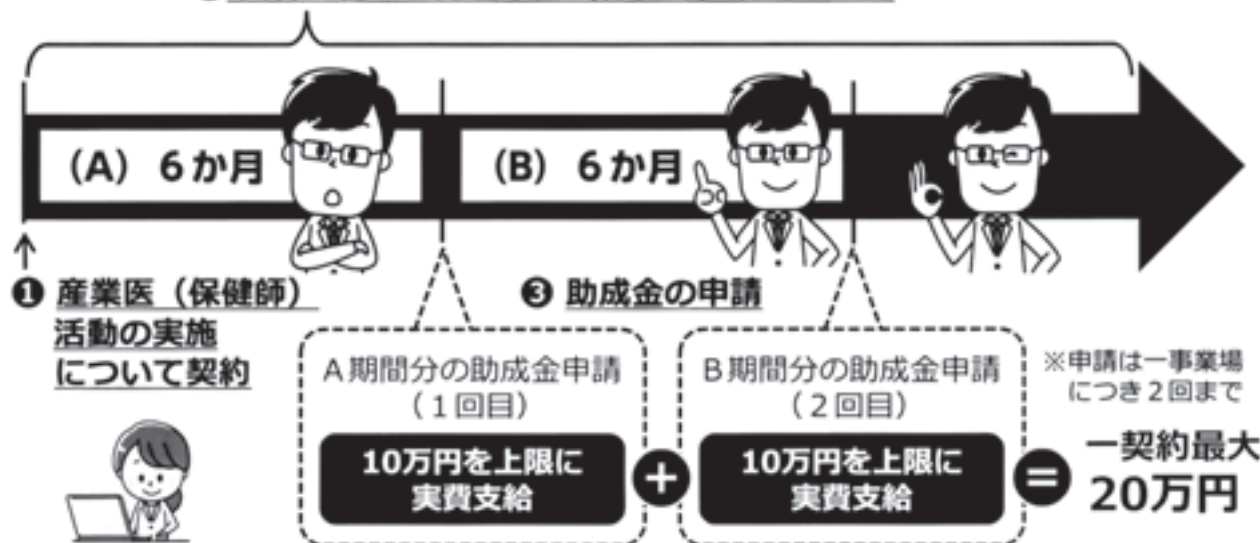 (A) 6か月
(B) 6か月
❶ 産業医（保健師）
活動の実施
について契約
❸ 助成金の申請
A期間分の助成金申請
（1回目）
10万円を上限に
実費支給
+
B期間分の助成金申請
（2回目）
10万円を上限に
実費支給
=
※申請は一事業場
につき2回まで
一契約最大
20万円